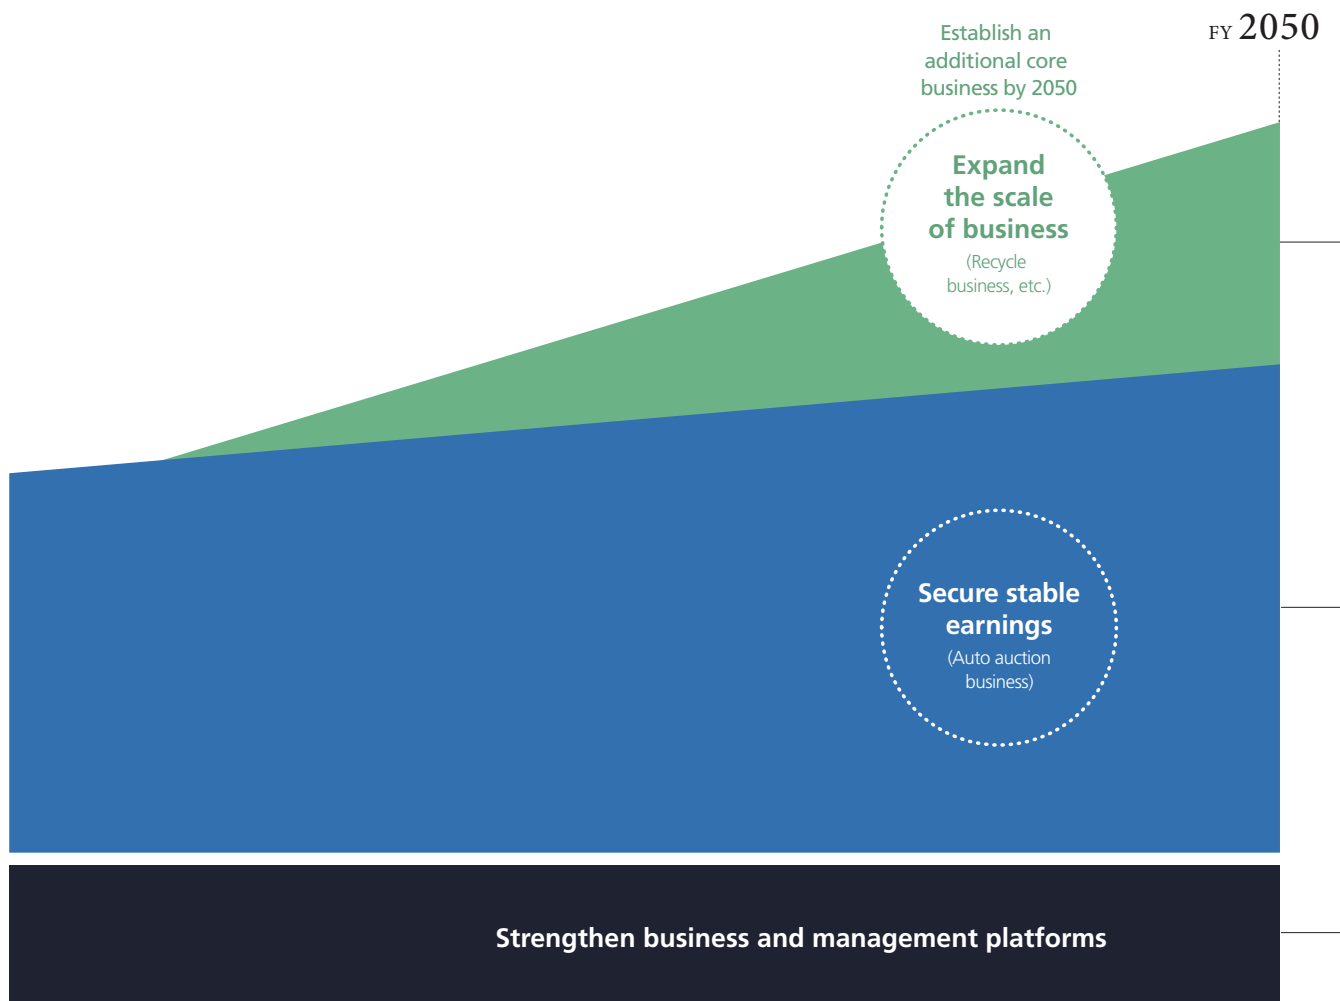 FY 2050
Establish an
additional core
business by 2050
Expand
the scale
of business
(Recycle
business, etc.)
Secure stable
earnings
(Auto auction
business)
Strengthen business and management platforms